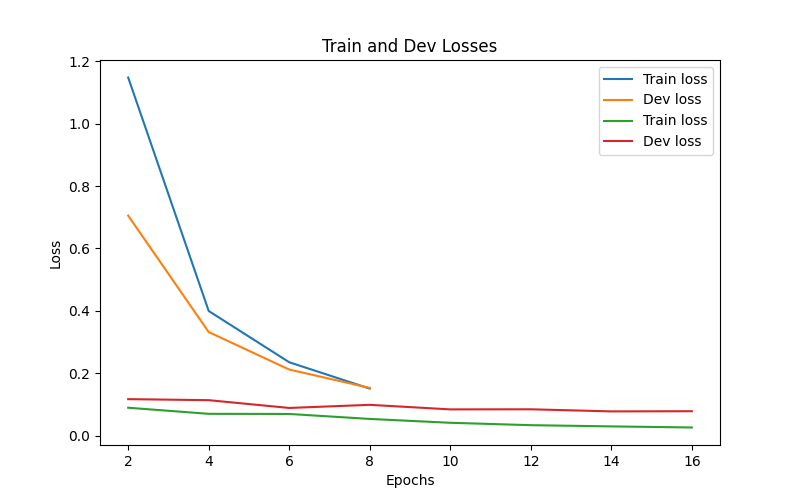 Train and Dev Losses
1.2
1.0
0.8
0.6
0.4
0.2
0.0
Loss
Train loss
Dev loss
Train loss
Dev loss
2 4 6 8 10 12 14 16
Epochs